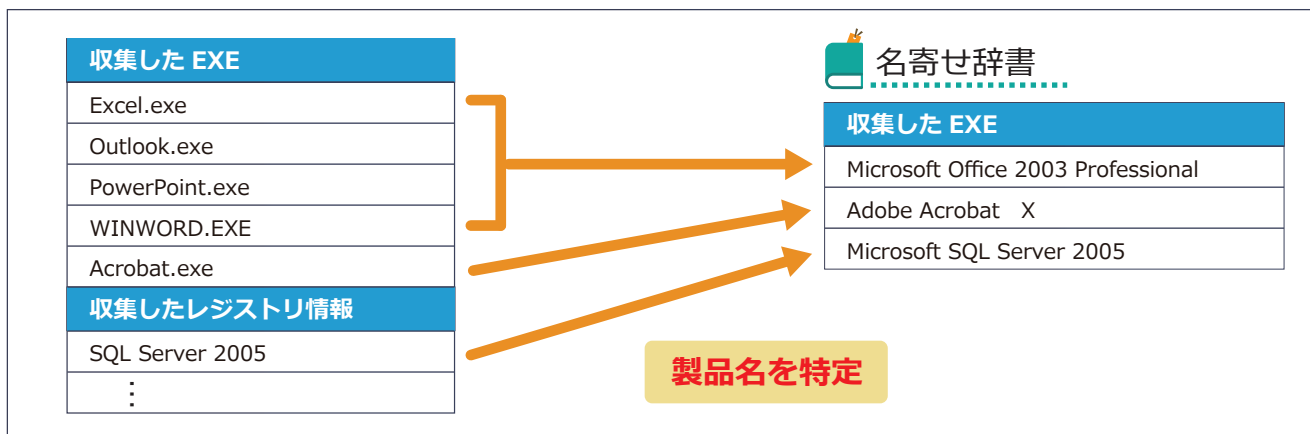 収集した EXE
Excel.exe
Outlook.exe
PowerPoint.exe
WINWORD.EXE
Acrobat.exe
収集したレジストリ情報
SQL Server 2005
⋮
名寄せ辞書
収集した EXE
Microsoft Office 2003 Professional
Adobe Acrobat　X
Microsoft SQL Server 2005
製品名を特定